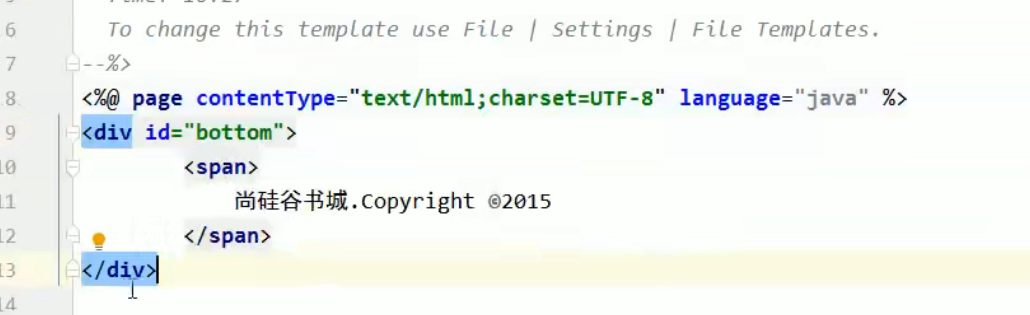 6 To change this template use File | Settings | File Templates.
7 --%>
8 <%@ page contentType="text/html;charset=UTF-8" language="java" %>
9 <div id="bottom">
10 <span>
11 尚硅谷书城.Copyright ©2015
12 </span>
13 </div>
14